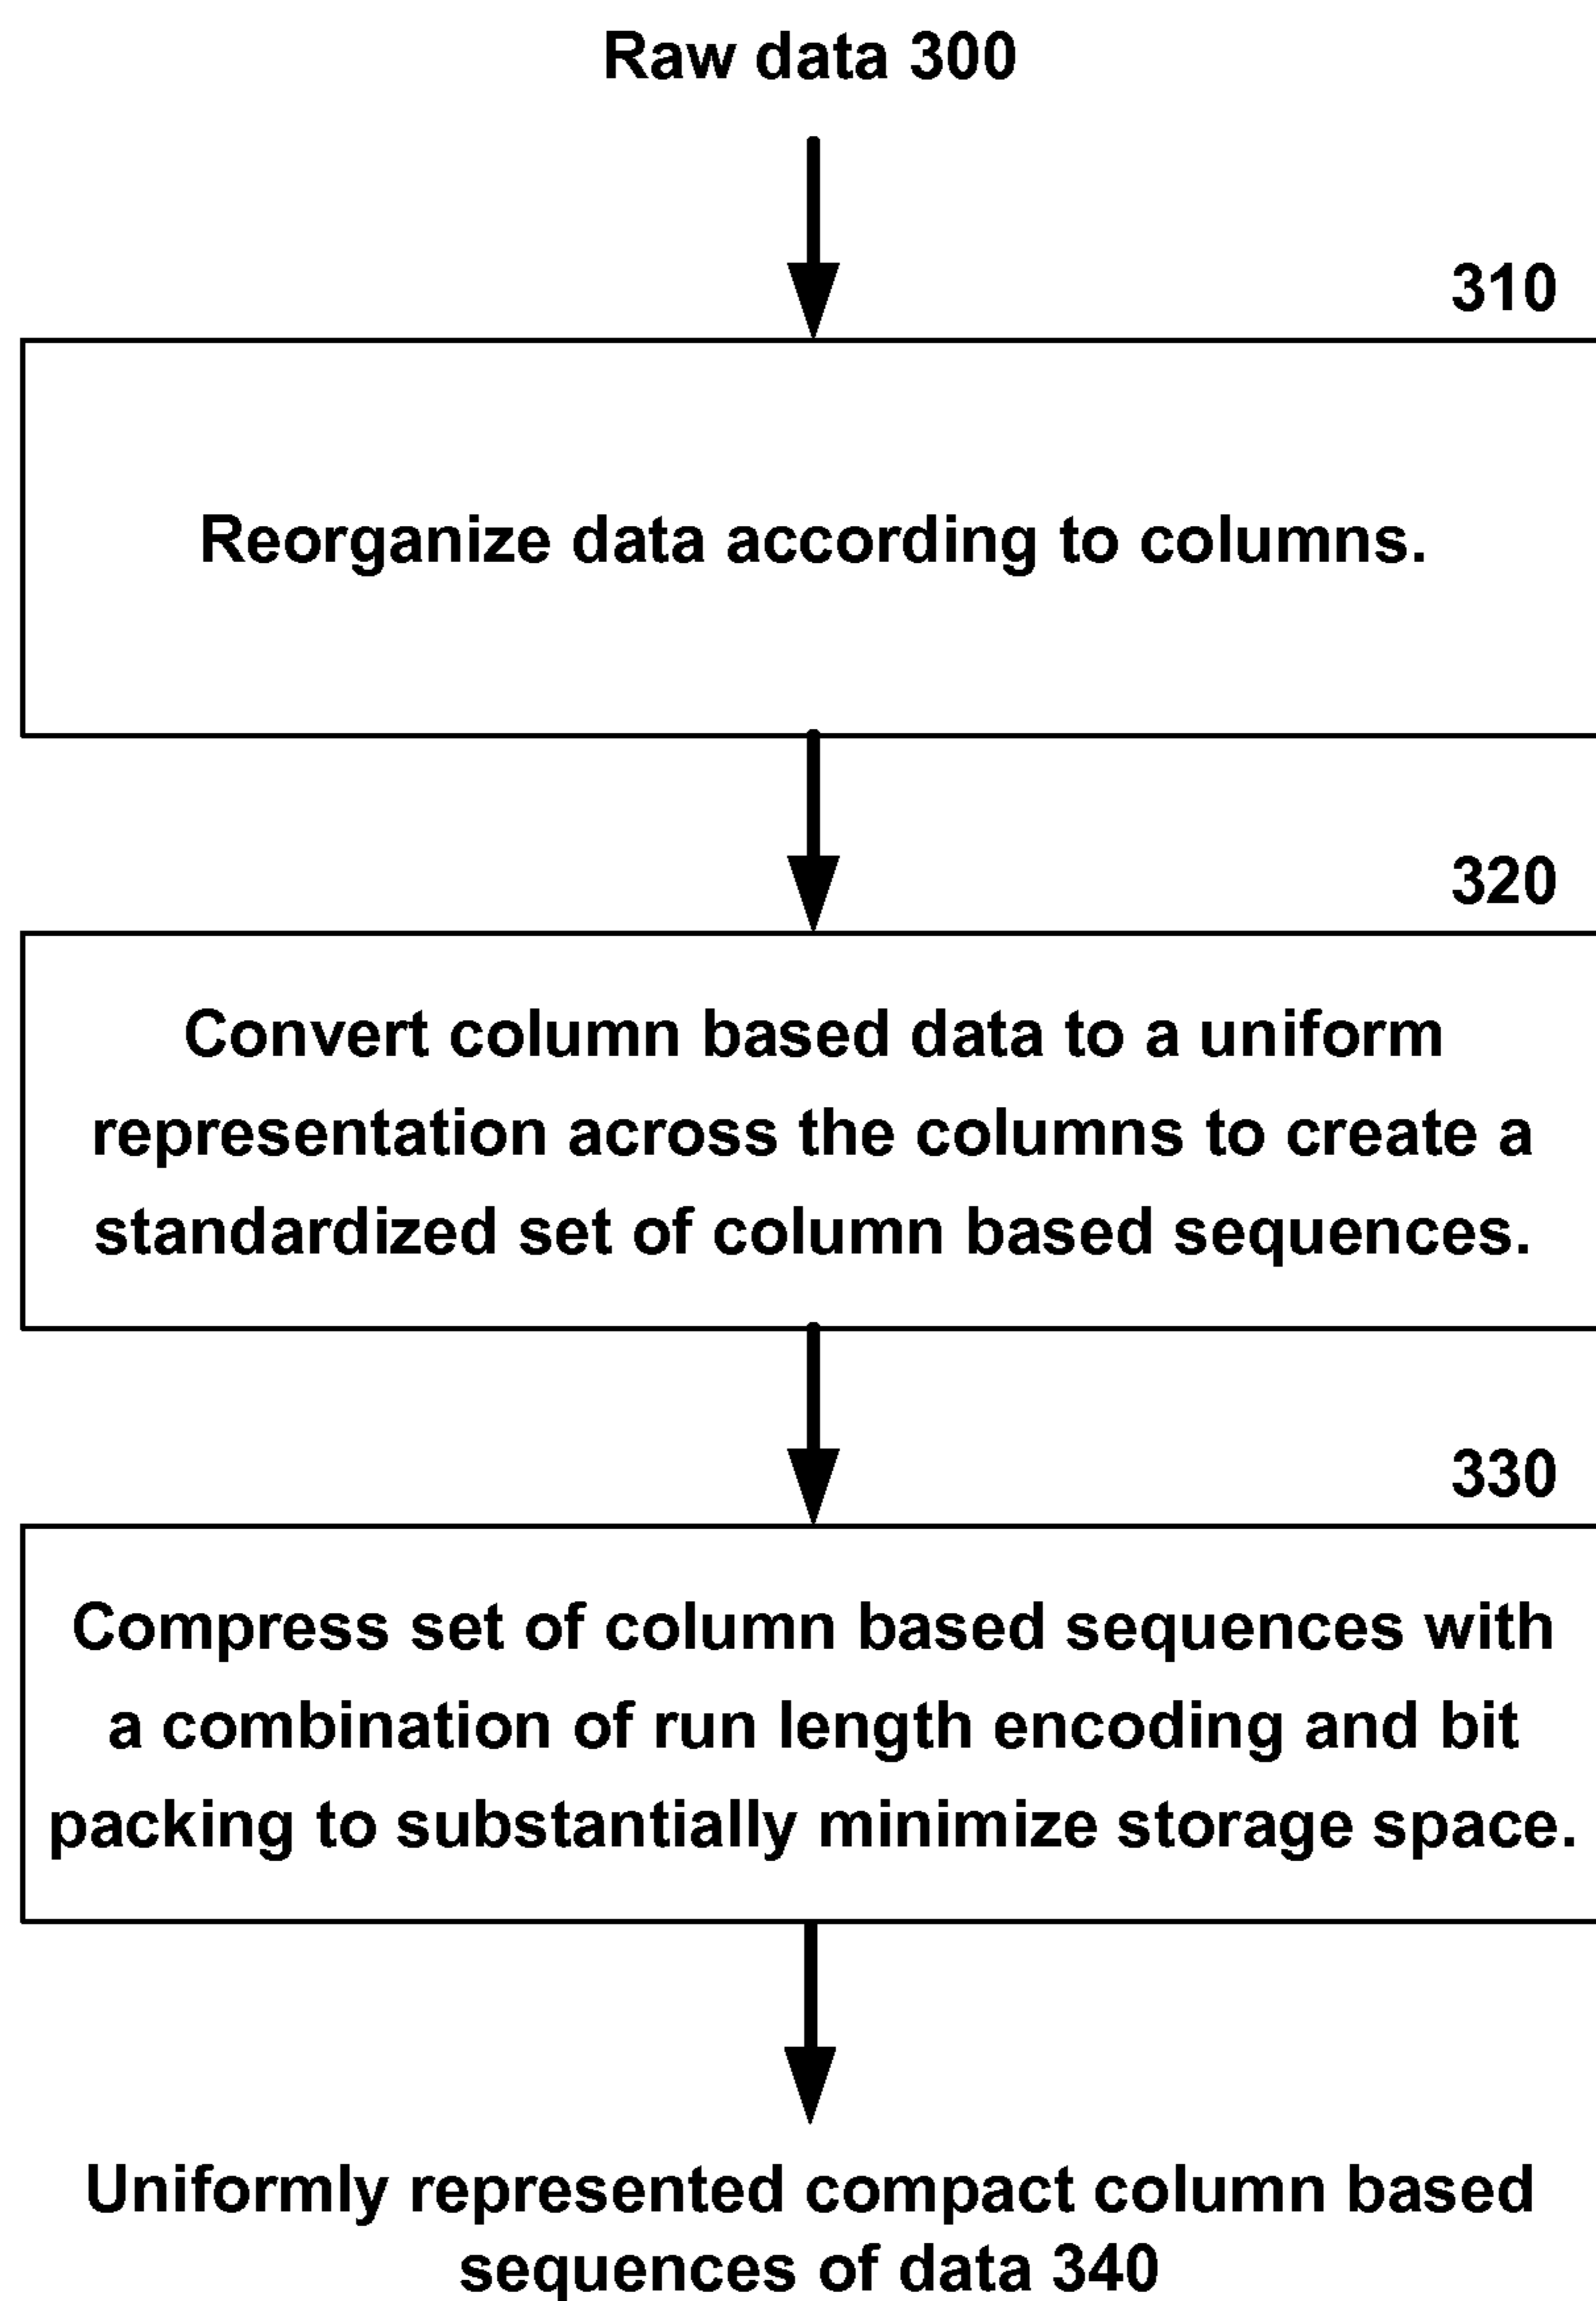 Raw data 300
310
Reorganize data according to columns.
320
Convert column based data to a uniform
representation across the columns to create a
standardized set of column based sequences.
330
Compress set of column based sequences with
a combination of run length encoding and bit
packing to substantially minimize storage space.
Uniformly represented compact column based
sequences of data 340